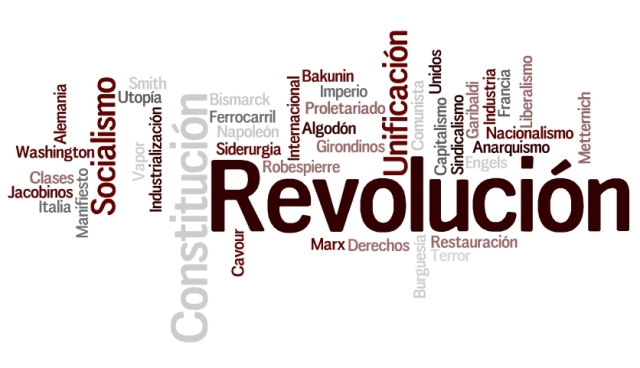 Alemania
Washington
Clases
Jacobinos
Italia
Manifiesto
Socialismo
Smith
Utopía
Vapor
Industrialización
Constitución
Bismarck
Ferrocarril
Napoleón
Siderurgia
Robespierre
Internacional
Bakunin
Imperio
Proletariado
Algodón
Girondinos
Unificación
Comunista
Unidos
Capitalismo
Sindicalismo
Garibaldi
Industria
Francia
Liberalismo
Nacionalismo
Anarquismo
Engels
Metternich
Revolución
Cavour
Marx
Derechos
Burguesía
Restauración
Terror